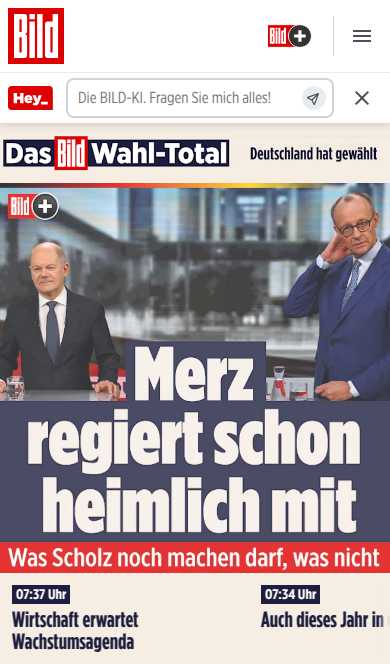 Bild
Bild+
Hey_
Die BILD-KI. Fragen Sie mich alles!
Das Bild Wahl-Total
Deutschland hat gewählt
Bild+
Merz
regiert schon
heimlich mit
Was Scholz noch machen darf, was nicht
07:37 Uhr
Wirtschaft erwartet
Wachstumsagenda
07:34 Uhr
Auch dieses Jahr in